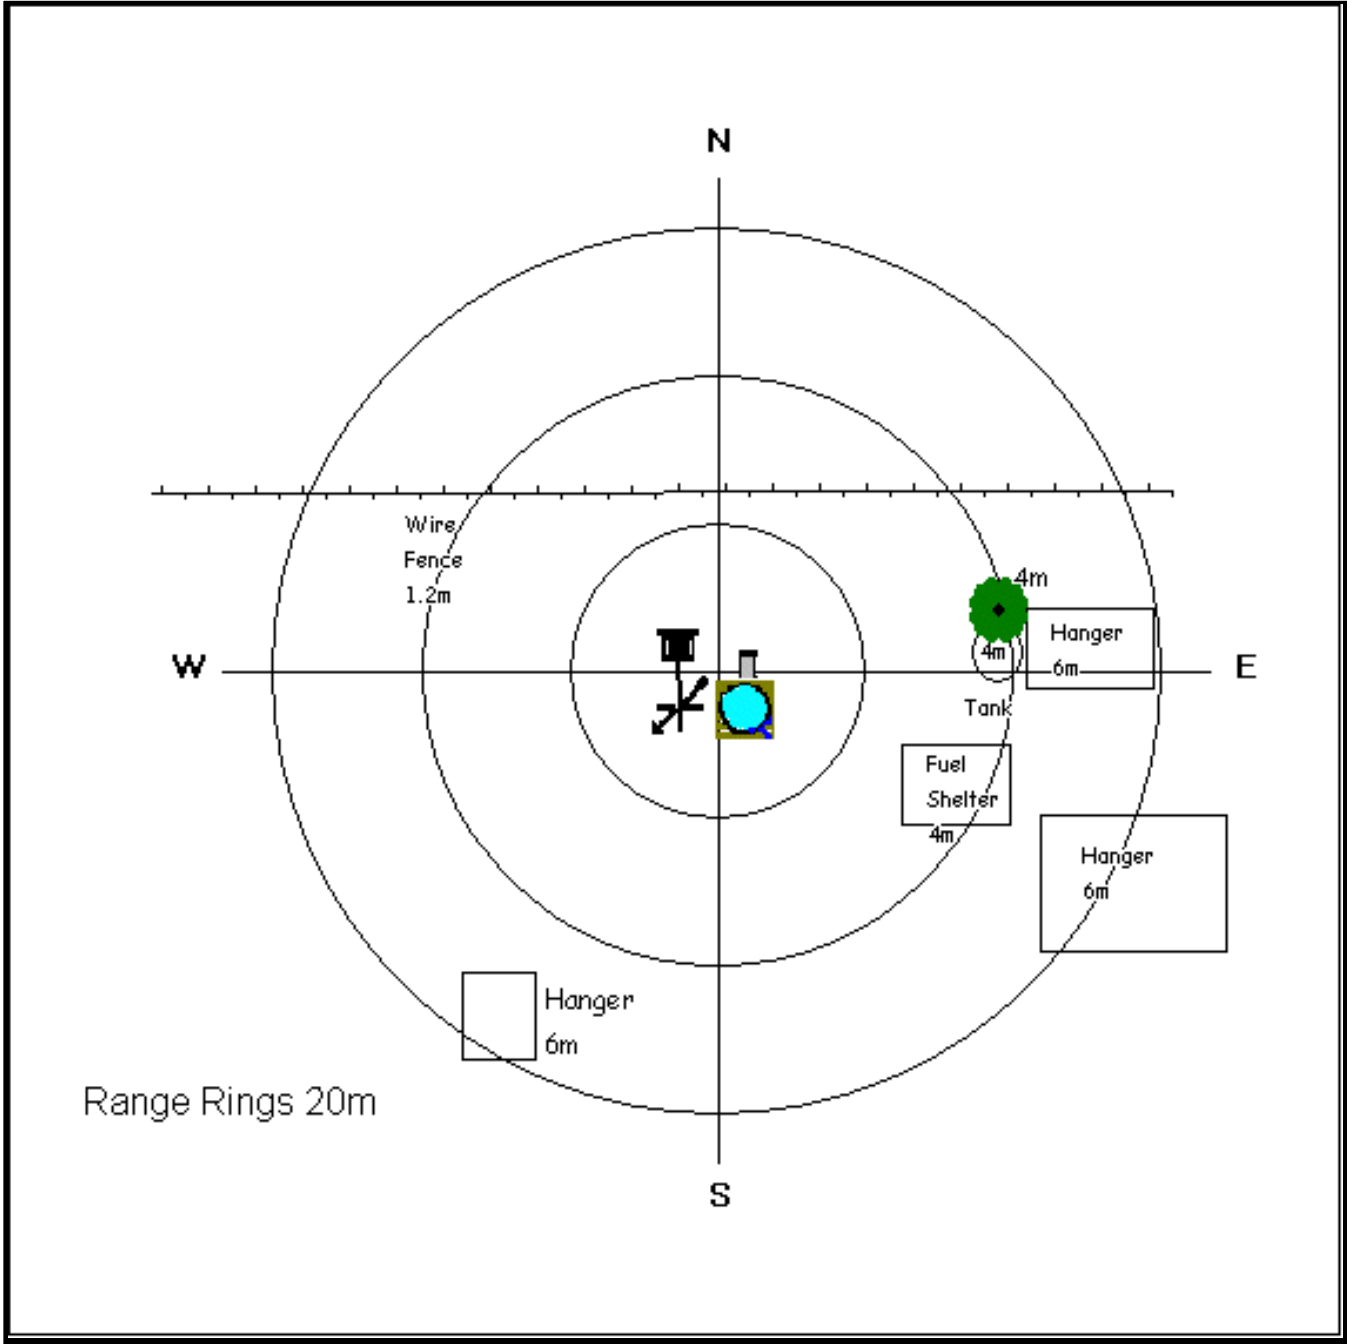 N
Wire
Fence
1.2m
4m
Hanger
6m
4m
W
E
Tank
Fuel
Shelter
4m
Hanger
6m
Hanger
6m
Range Rings 20m
S